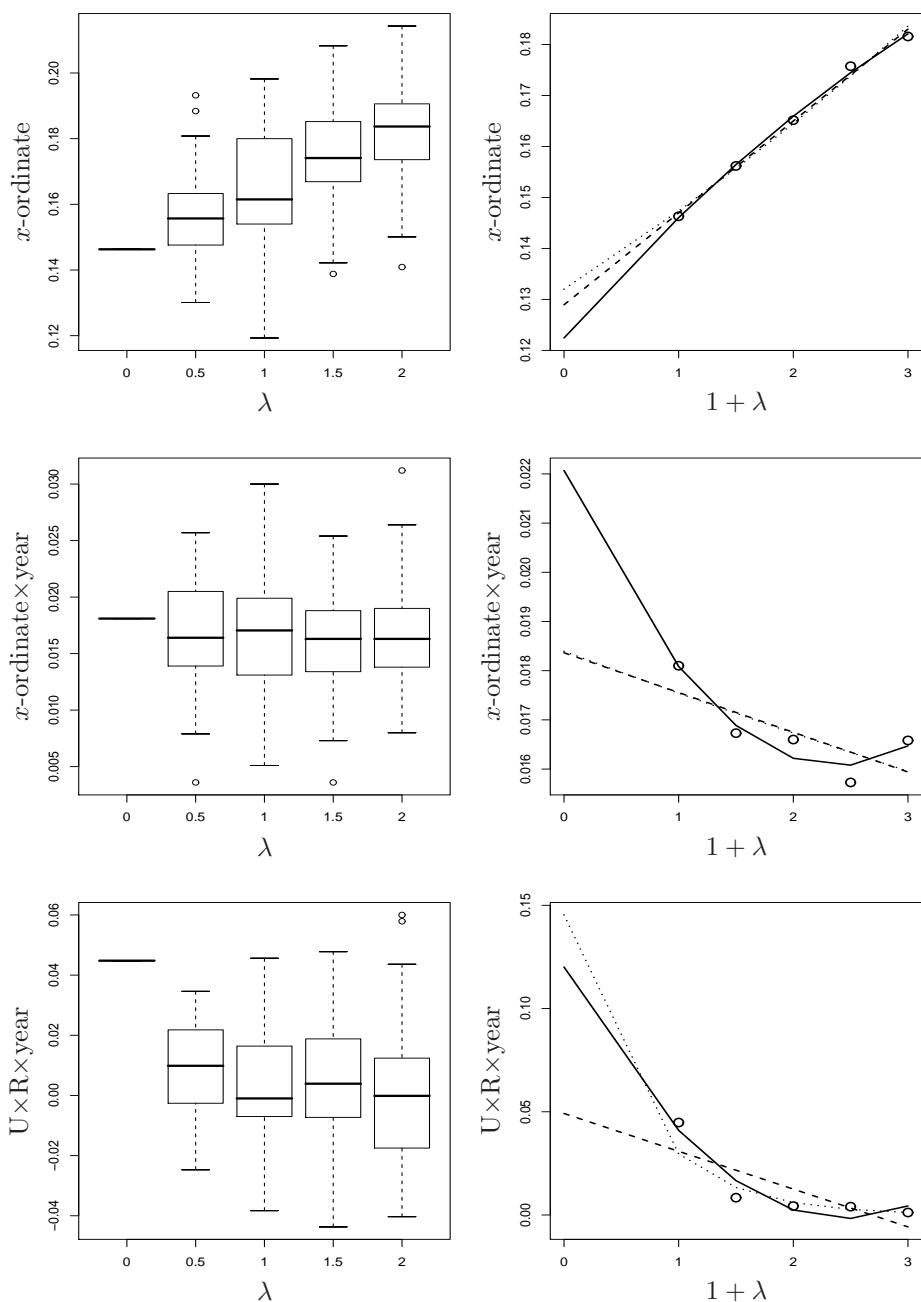 x-ordinate
0.12 0.14 0.16 0.18 0.20
0 0.5 1 1.5 2
λ
x-ordinate
0.12 0.13 0.14 0.15 0.16 0.17 0.18
0 1 2 3
1 + λ
x-ordinate×year
0.005 0.010 0.015 0.020 0.025 0.030
0 0.5 1 1.5 2
λ
x-ordinate×year
0.016 0.017 0.018 0.019 0.020 0.021 0.022
0 1 2 3
1 + λ
U×R×year
−0.04 −0.02 0.00 0.02 0.04 0.06
0 0.5 1 1.5 2
λ
U×R×year
0.00 0.05 0.10 0.15
0 1 2 3
1 + λ